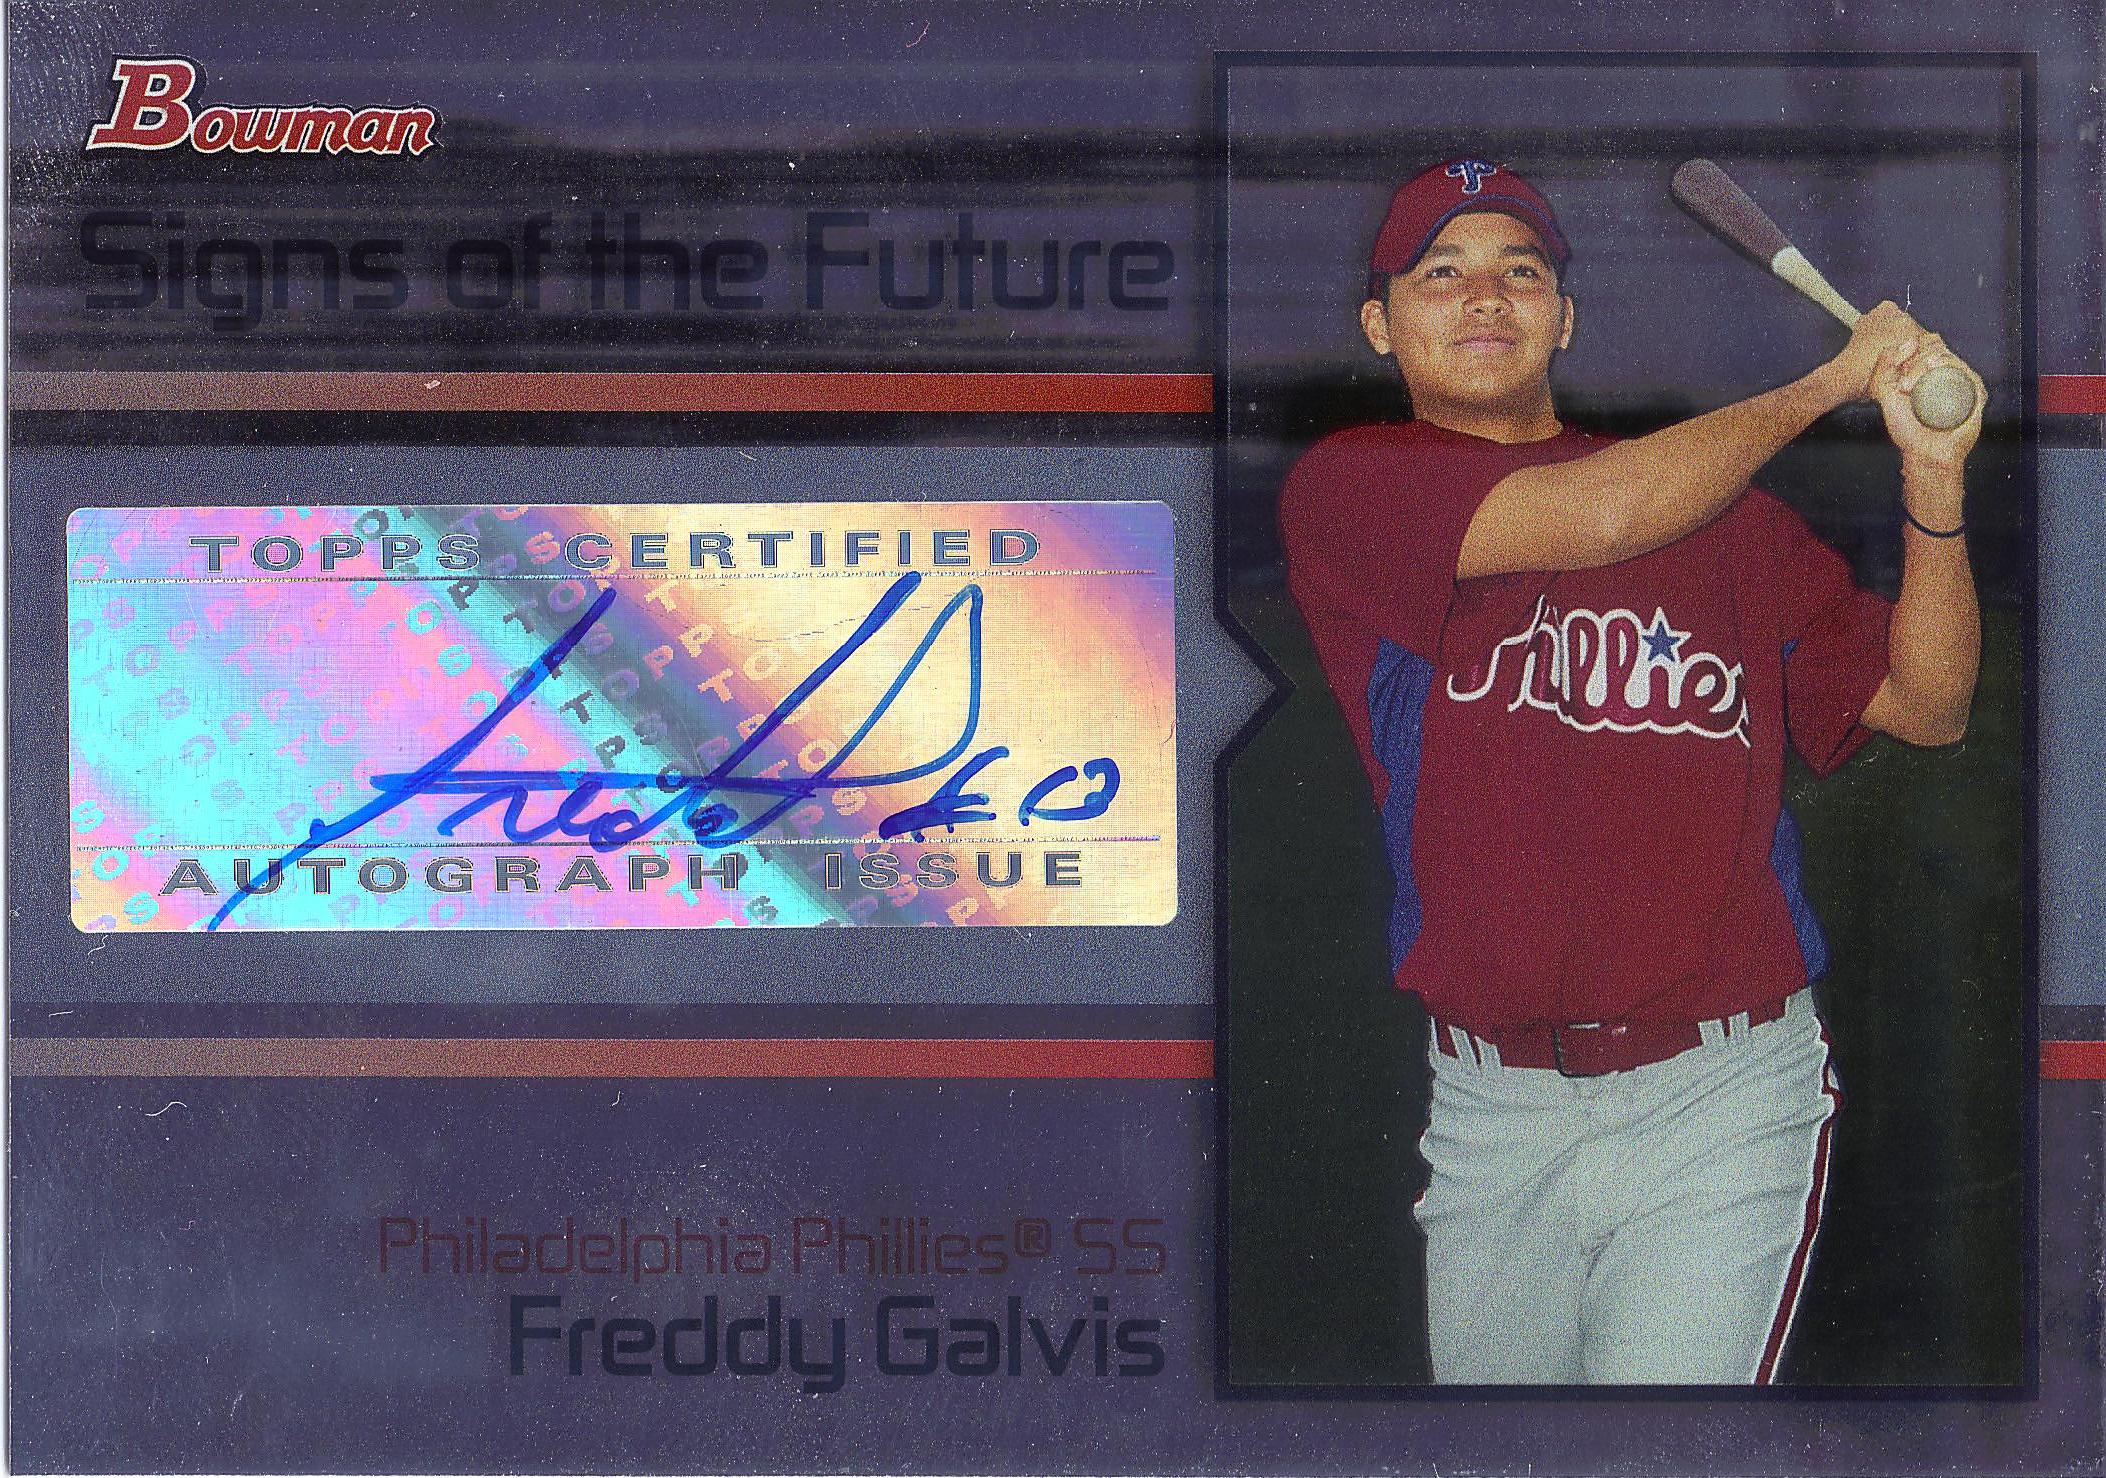 Bowman
Signs of the Future
TOPPS CERTIFIED
AUTOGRAPH ISSUE
Phillies
Philadelphia Phillies® SS
Freddy Galvis